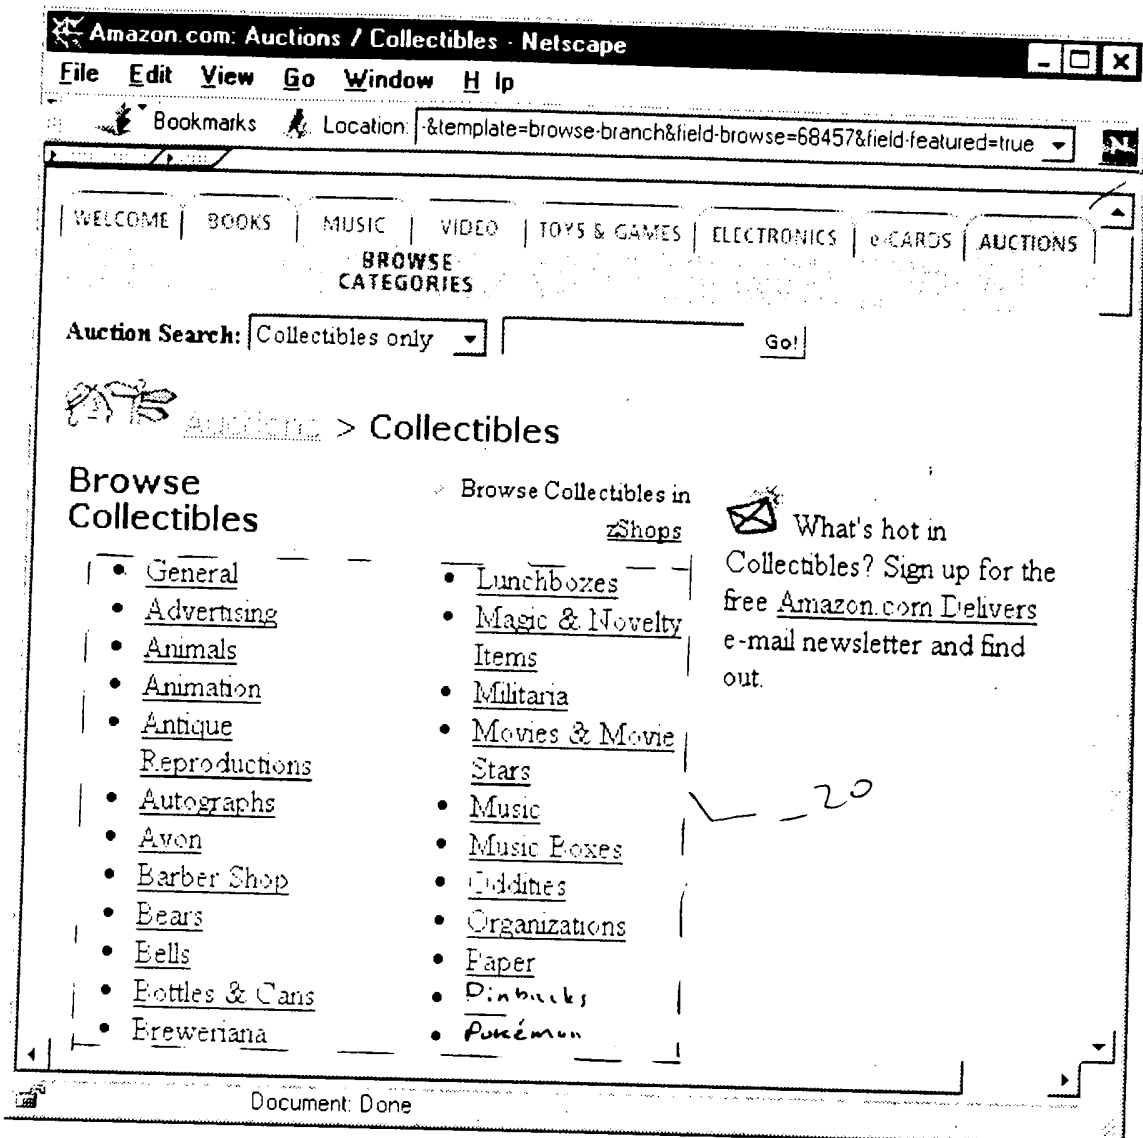 Amazon.com: Auctions / Collectibles - Netscape
File Edit View Go Window H lp
Bookmarks Location: -&template=browse-branch&field-browse=68457&field-featured=true
N
WELCOME BOOKS MUSIC VIDEO TOYS & GAMES ELECTRONICS e-CARDS AUCTIONS
BROWSE
CATEGORIES
Auction Search: Collectibles only Go!
Auctions > Collectibles
Browse
Collectibles
• General
• Advertising
• Animals
• Animation
• Antique
Reproductions
• Autographs
• Avon
• Barber Shop
• Bears
• Bells
• Bottles & Cans
• Breweriana
Browse Collectibles in
zShops
• Lunchboxes
• Magic & Novelty
Items
• Militaria
• Movies & Movie
Stars
• Music
• Music Boxes
• Oddities
• Organizations
• Paper
• Pinbacks
• Pokémon
What's hot in
Collectibles? Sign up for the
free Amazon.com Delivers
e-mail newsletter and find
out.
20
Document: Done